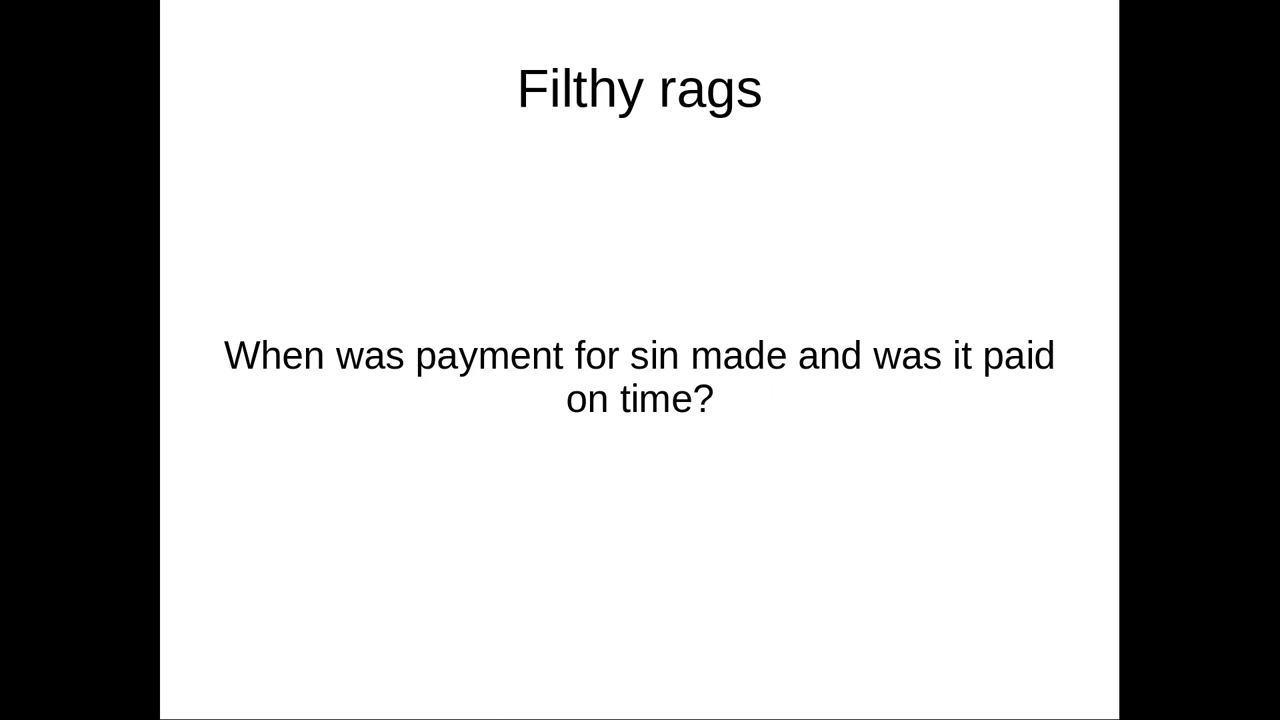 Filthy rags
When was payment for sin made and was it paid
on time?